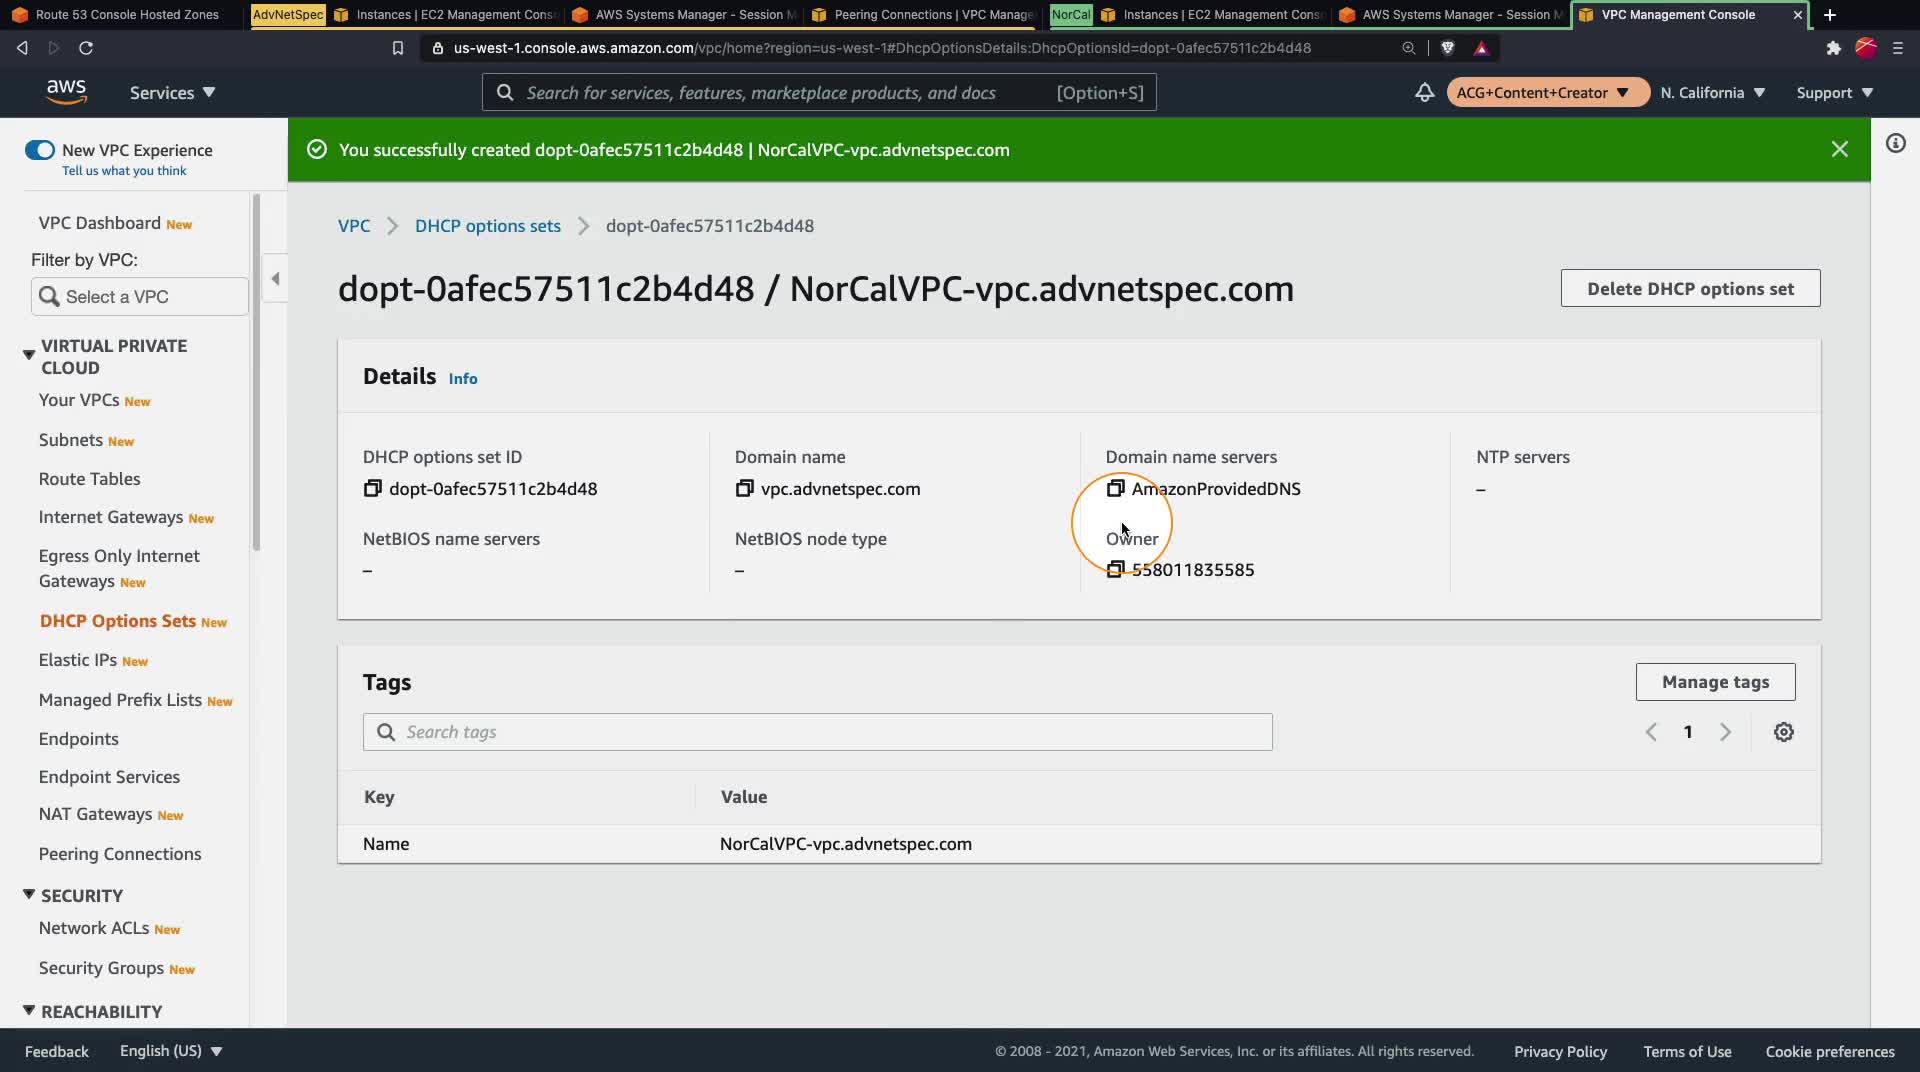 Route 53 Console Hosted Zones
AdvNetSpec
Instances | EC2 Management Cons
AWS Systems Manager - Session M
Peering Connections | VPC Manage
NorCal
Instances | EC2 Management Cons
AWS Systems Manager - Session M
VPC Management Console
us-west-1.console.aws.amazon.com/vpc/home?region=us-west-1#DhcpOptionsDetails:DhcpOptionsId=dopt-0afec57511c2b4d48
aws
Services
Search for services, features, marketplace products, and docs [Option+S]
ACG+Content+Creator
N. California
Support
New VPC Experience
Tell us what you think
You successfully created dopt-0afec57511c2b4d48 | NorCalVPC-vpc.advnetspec.com
VPC Dashboard New
Filter by VPC:
Select a VPC
VIRTUAL PRIVATE
CLOUD
Your VPCs New
Subnets New
Route Tables
Internet Gateways New
Egress Only Internet
Gateways New
DHCP Options Sets New
Elastic IPs New
Managed Prefix Lists New
Endpoints
Endpoint Services
NAT Gateways New
Peering Connections
SECURITY
Network ACLs New
Security Groups New
REACHABILITY
VPC > DHCP options sets > dopt-0afec57511c2b4d48
dopt-0afec57511c2b4d48 / NorCalVPC-vpc.advnetspec.com
Delete DHCP options set
Details Info
DHCP options set ID
dopt-0afec57511c2b4d48
Domain name
vpc.advnetspec.com
Domain name servers
AmazonProvidedDNS
NTP servers
–
NetBIOS name servers
–
NetBIOS node type
–
Owner
558011835585
Tags
Manage tags
Search tags
1
Key Value
Name NorCalVPC-vpc.advnetspec.com
Feedback
English (US)
© 2008 - 2021, Amazon Web Services, Inc. or its affiliates. All rights reserved.
Privacy Policy
Terms of Use
Cookie preferences